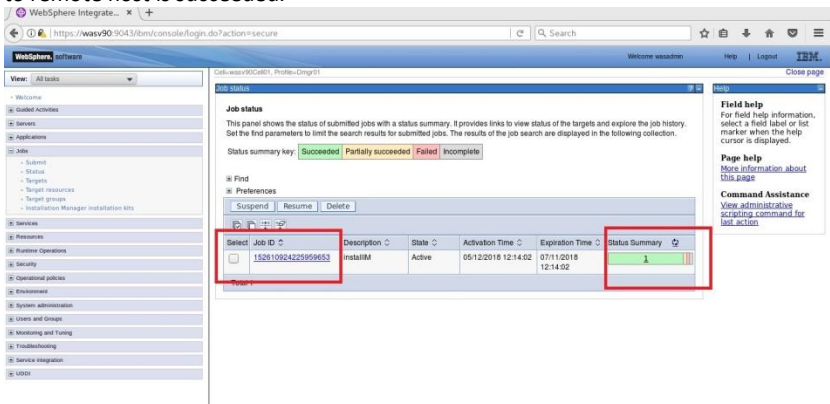 to remote host is succeeded.
WebSphere Integrate... × +
https://wasv90:9043/ibm/console/login.do?action=secure
Search
WebSphere. software
Welcome wasadmin
Help | Logout
IBM.
View: All tasks
Cell=wasv90Cell01, Profile=Dmgr01
Close page
Welcome
Guided Activities
Servers
Applications
Jobs
Submit
Status
Targets
Target resources
Target groups
Installation Manager installation kits
Services
Resources
Runtime Operations
Security
Operational policies
Environment
System administration
Users and Groups
Monitoring and Tuning
Troubleshooting
Service integration
UDDI
Job status
Job status
This panel shows the status of submitted jobs with a status summary. It provides links to view status of the targets and explore the job history.
Set the find parameters to limit the search results for submitted jobs. The results of the job search are displayed in the following collection.
Status summary key: Succeeded Partially succeeded Failed Incomplete
Find
Preferences
Suspend Resume Delete
Select Job ID Description State Activation Time Expiration Time Status Summary
152610924225959653 installIM Active 05/12/2018 12:14:02 07/11/2018
12:14:02
1
Total 1
Help
Field help
For field help information,
select a field label or list
marker when the help
cursor is displayed.
Page help
More information about
this page
Command Assistance
View administrative
scripting command for
last action